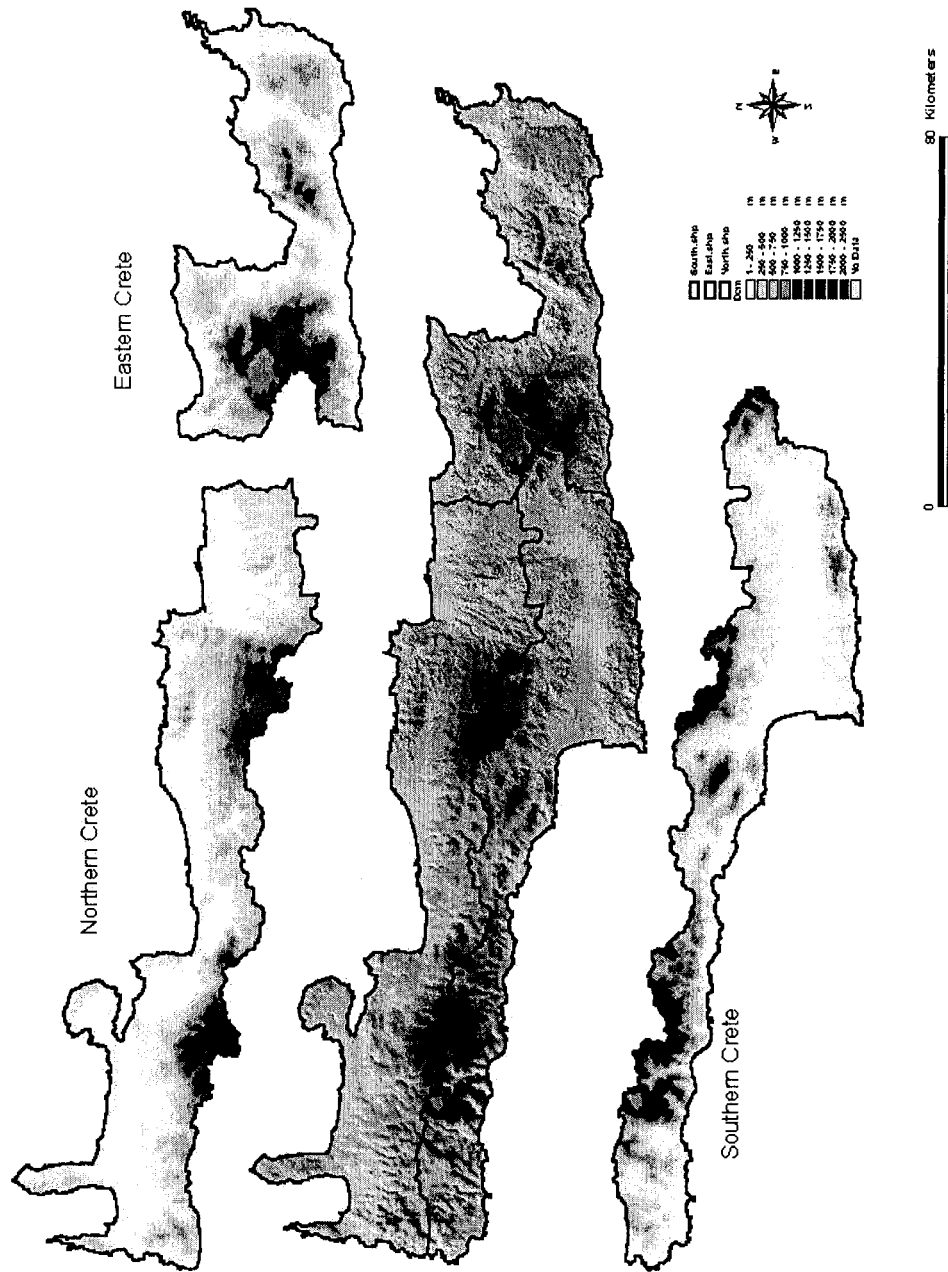 Eastern Crete
Northern Crete
Southern Crete
South.shp
East.shp
North.shp
Dem
1 - 250 m
250 - 500 m
500 - 750 m
750 - 1000 m
1000 - 1250 m
1250 - 1500 m
1500 - 1750 m
1750 - 2000 m
2000 - 2500 m
No Data
N
W E
S
0 80 Kilometers